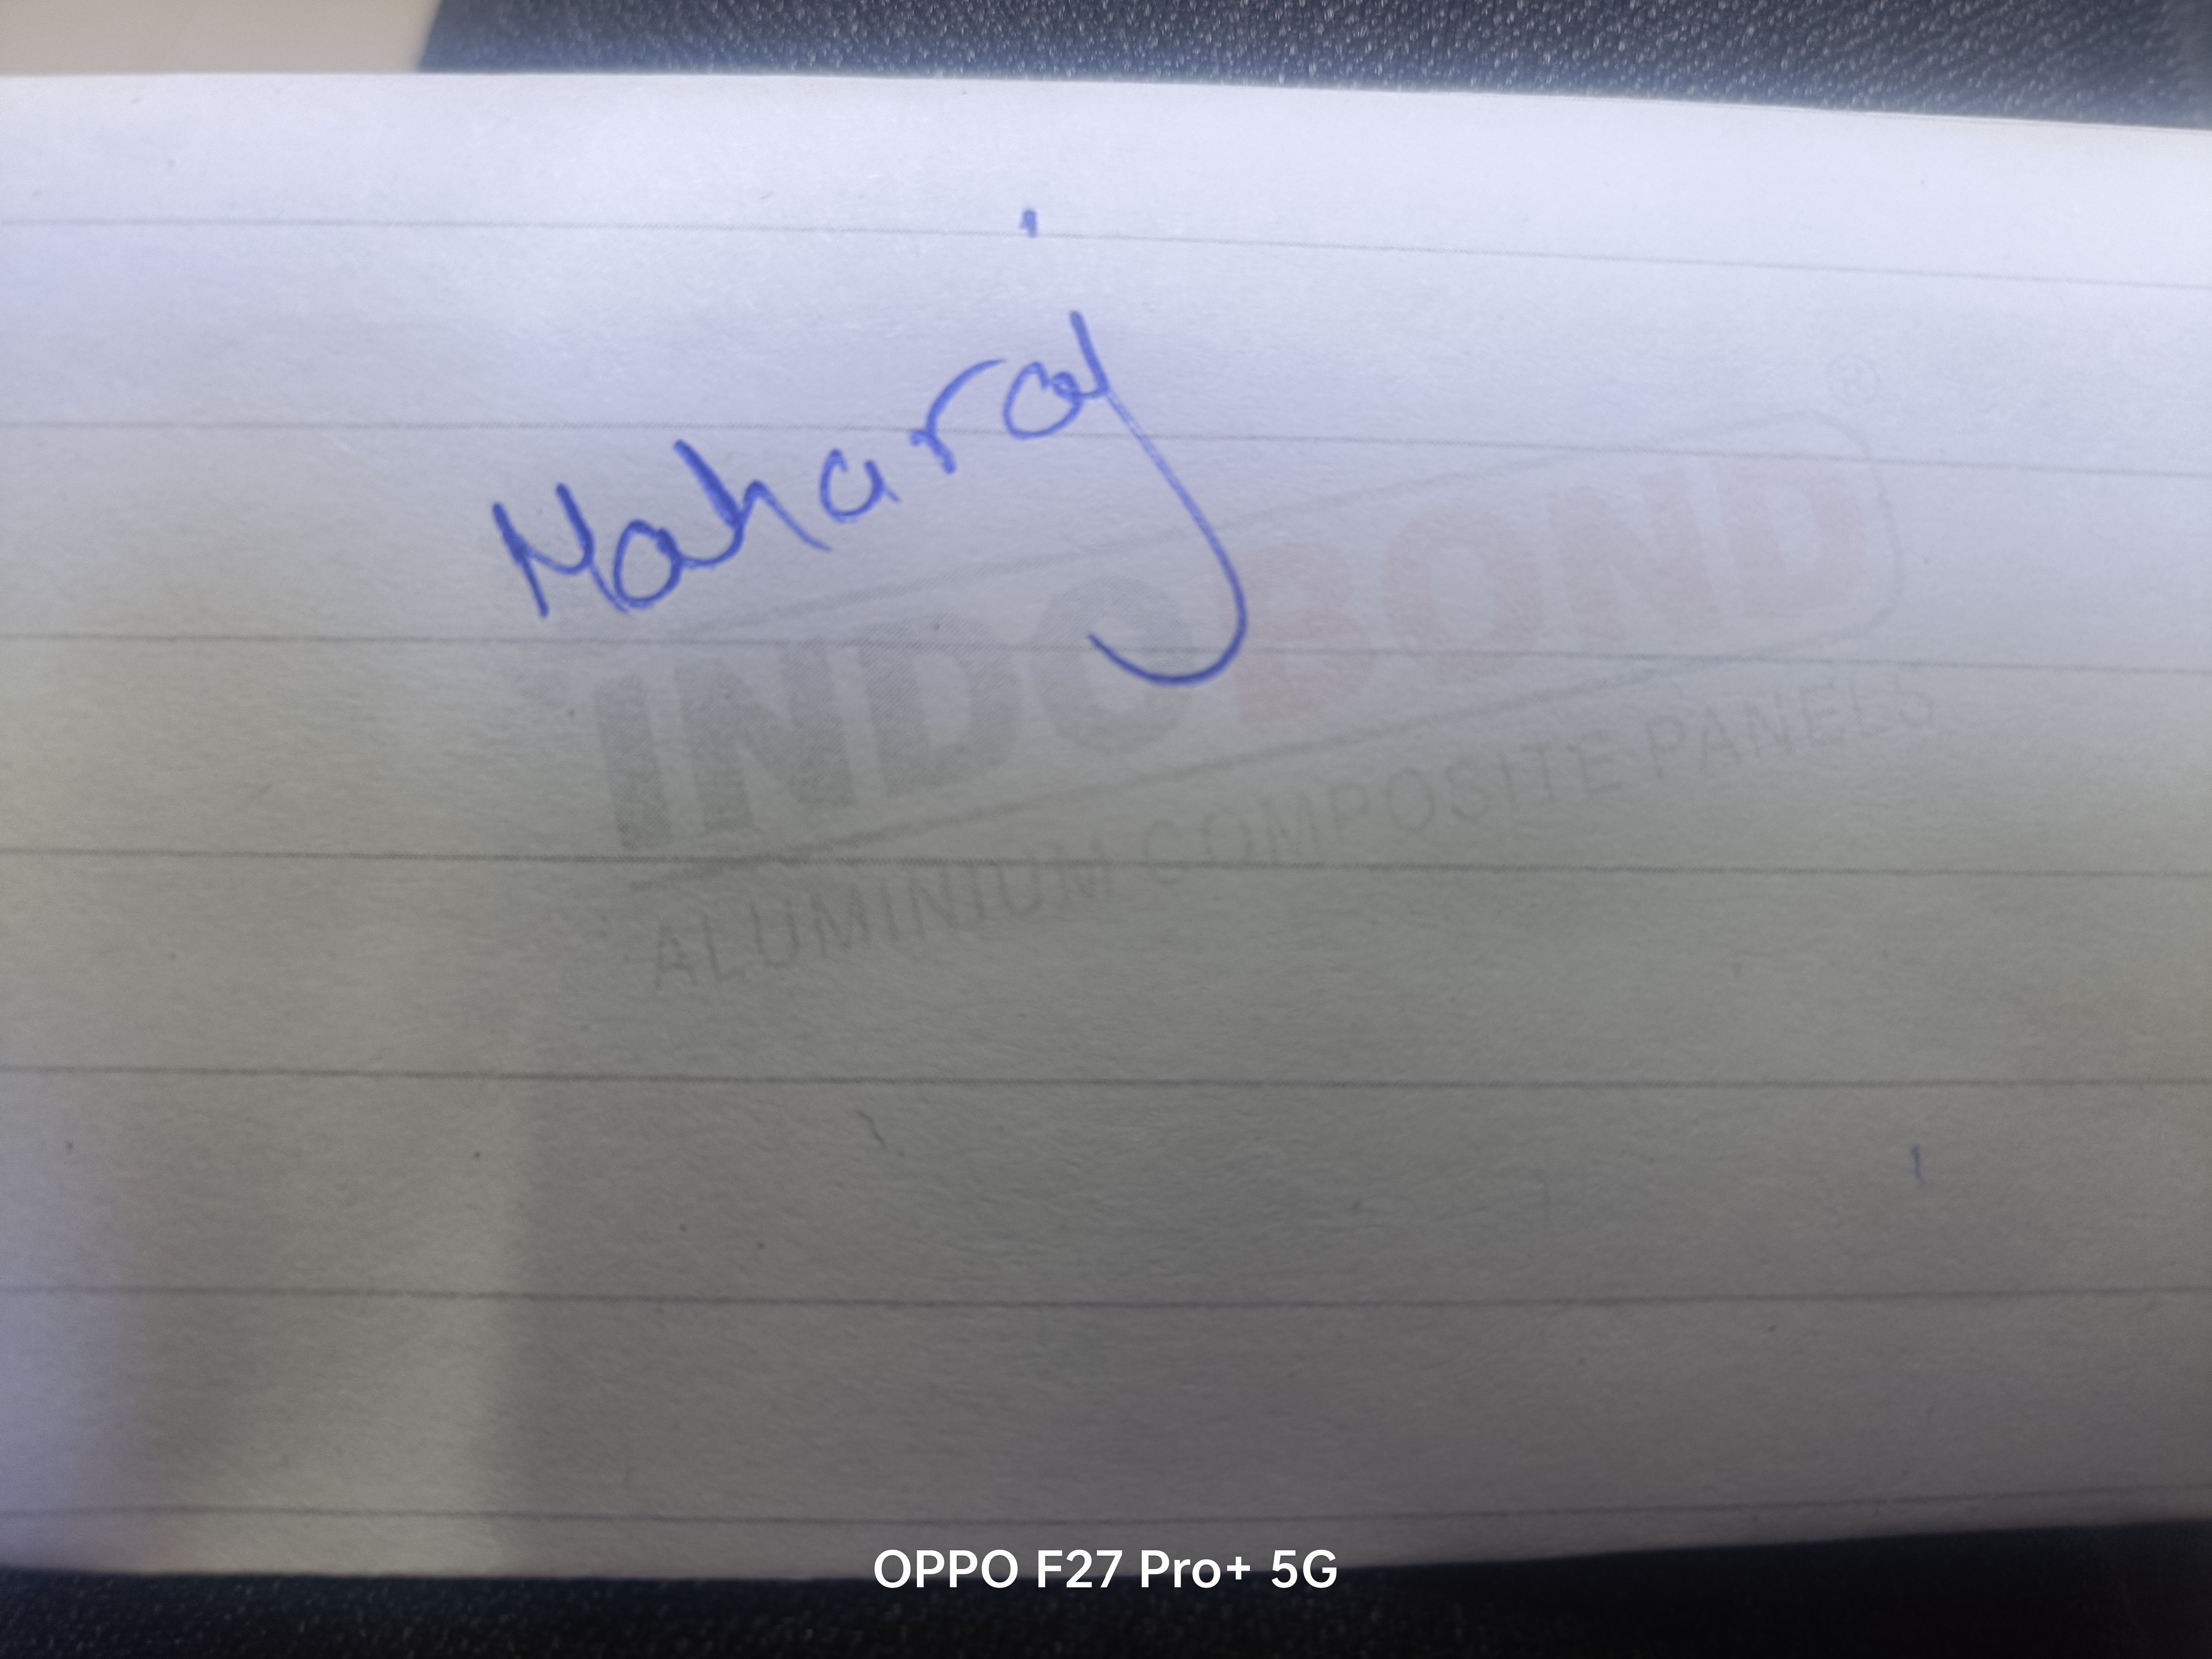 Maharaj
INDOBOND®
ALUMINIUM COMPOSITE PANELS
OPPO F27 Pro+ 5G